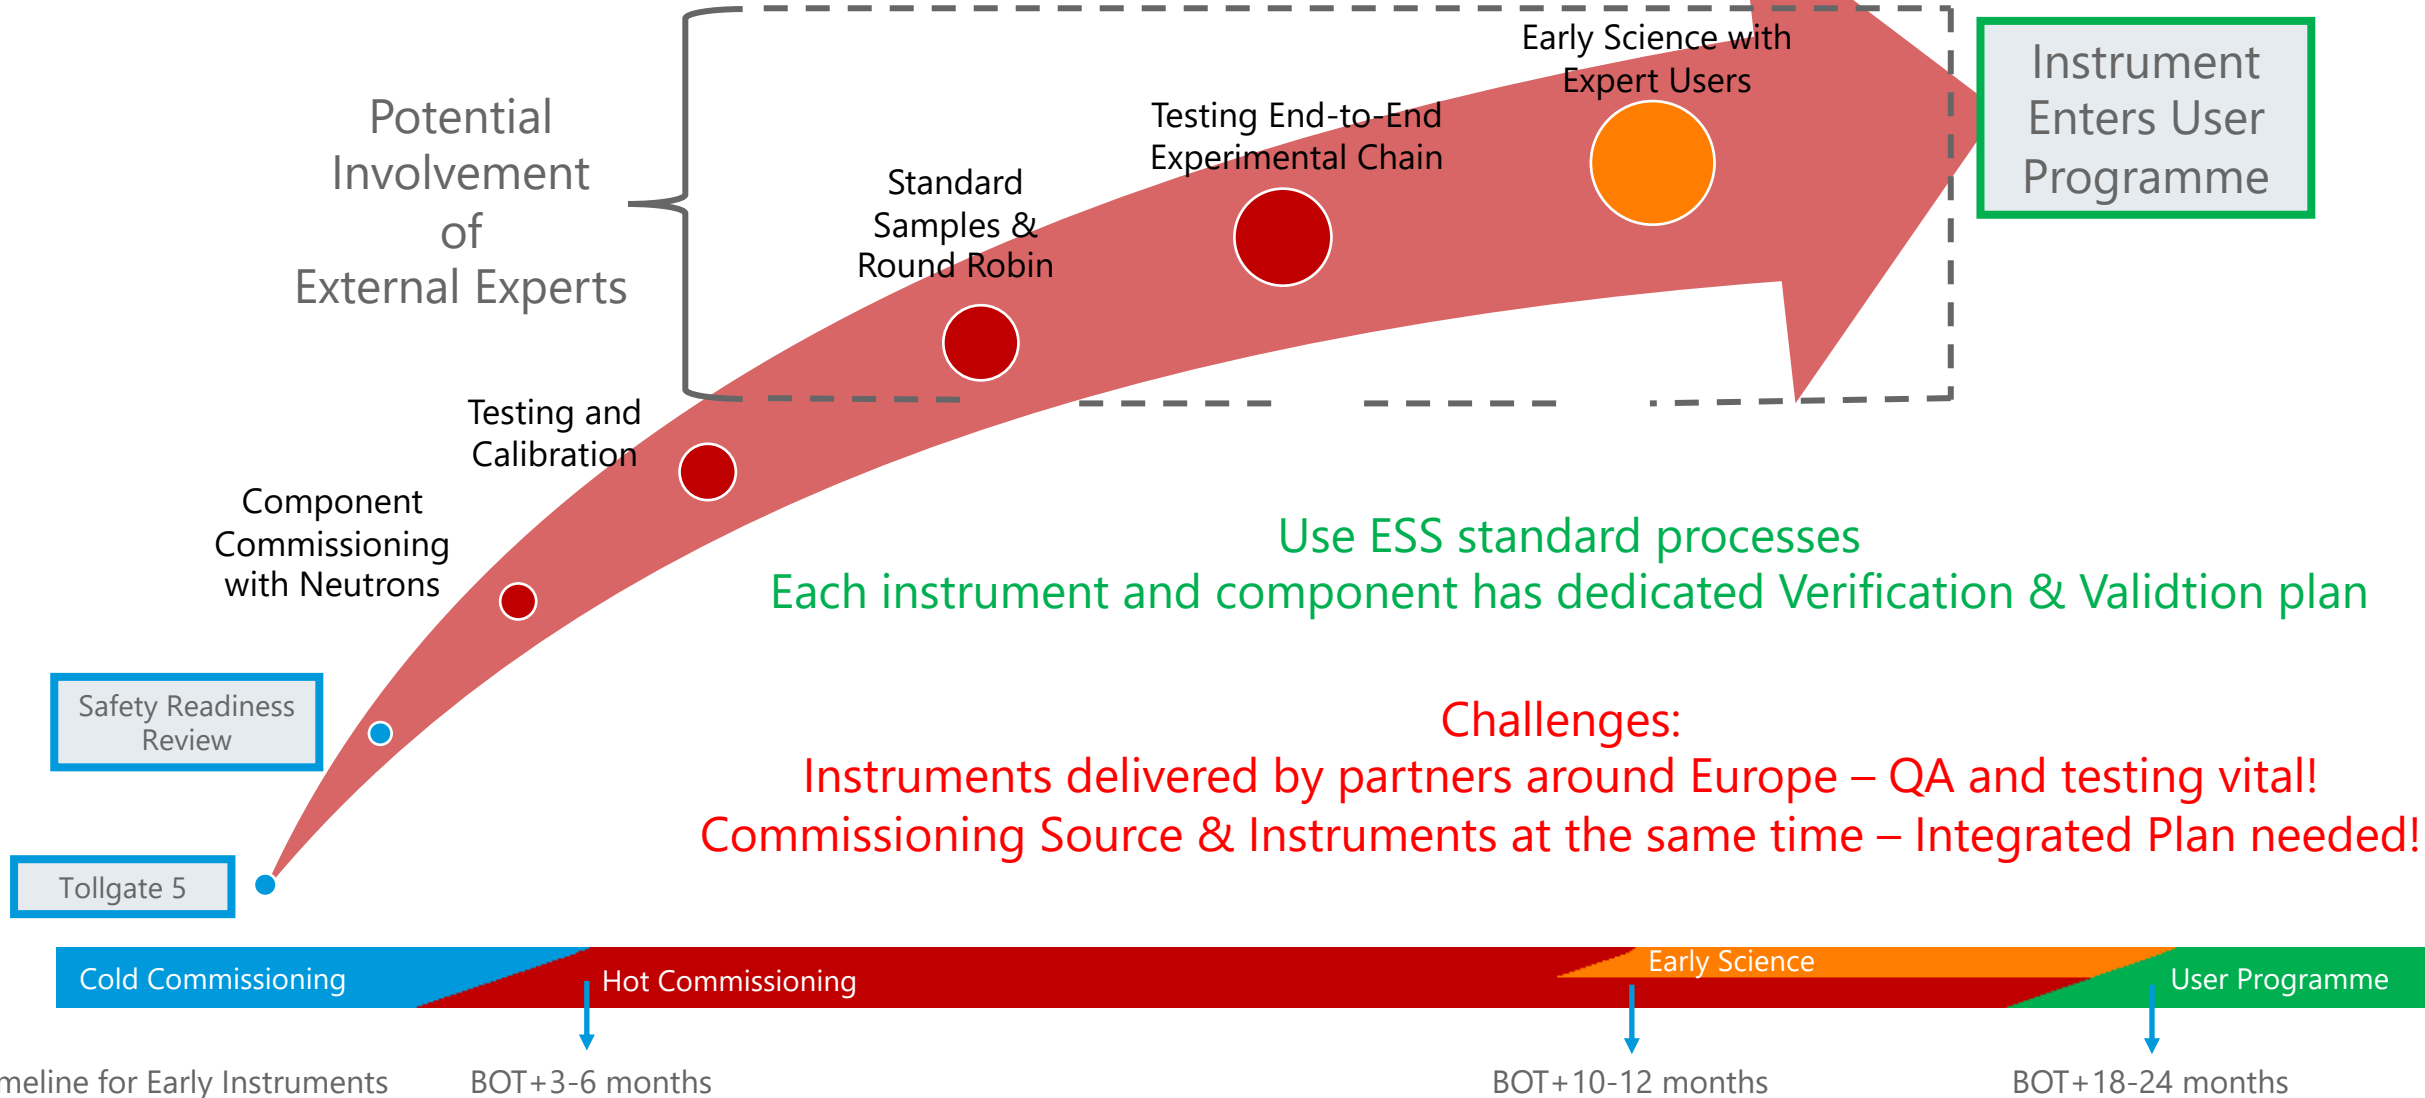 Early Science with
Expert Users
Instrument
Enters User
Programme
Potential
Involvement
of
External Experts
Testing End-to-End
Experimental Chain
Standard
Samples &
Round Robin
Testing and
Calibration
Component
Commissioning
with Neutrons
Use ESS standard processes
Each instrument and component has dedicated Verification & Validtion plan
Safety Readiness
Review
Challenges:
Instruments delivered by partners around Europe – QA and testing vital!
Commissioning Source & Instruments at the same time – Integrated Plan needed!
Tollgate 5
Cold Commissioning
Hot Commissioning
Early Science
User Programme
meline for Early Instruments
BOT+3-6 months
BOT+10-12 months
BOT+18-24 months